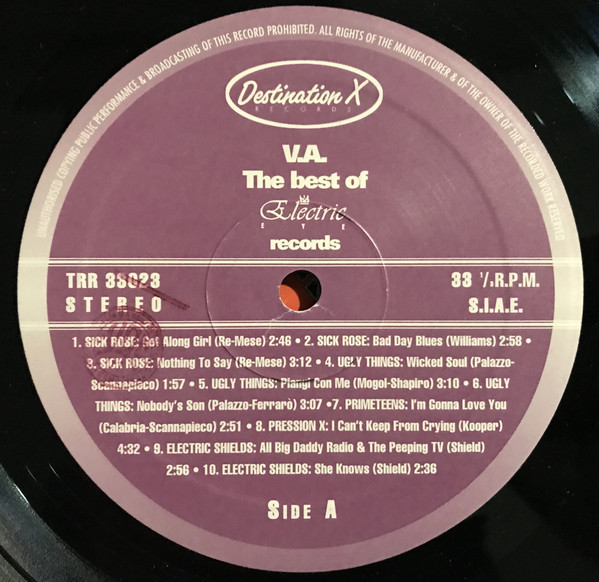 UNAUTHORISED COPYING PUBLIC PERFORMANCE & BROADCASTING OF THIS RECORD PROHIBITED. ALL RIGHTS OF THE MANUFACTURER & OF THE OWNER OF THE RECORDED WORK RESERVED
Destination X
RECORDS
V.A.
The best of
Electric
EYE
records
TRR 33023 33 1/.R.P.M.
STEREO S.I.A.E.
1. SICK ROSE: Get Along Girl (Re-Mese) 2:46 • 2. SICK ROSE: Bad Day Blues (Williams) 2:58 •
3. SICK ROSE: Nothing To Say (Re-Mese) 3:12 • 4. UGLY THINGS: Wicked Soul (Palazzo-
Scannapieco) 1:57 • 5. UGLY THINGS: Piangi Con Me (Mogol-Shapiro) 3:10 • 6. UGLY
THINGS: Nobody's Son (Palazzo-Ferrarò) 3:07 •7. PRIMETEENS: I'm Gonna Love You
(Calabria-Scannapieco) 2:51 • 8. PRESSION X: I Can't Keep From Crying (Kooper)
4:32 • 9. ELECTRIC SHIELDS: All Big Daddy Radio & The Peeping TV (Shield)
2:56 • 10. ELECTRIC SHIELDS: She Knows (Shield) 2:36
SIDE A